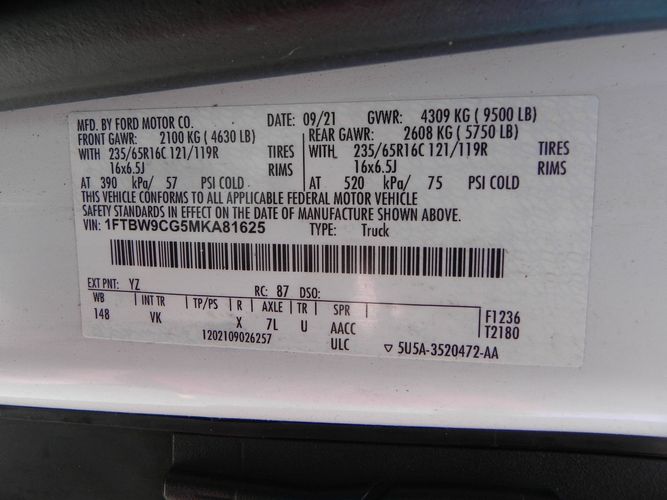 MFD. BY FORD MOTOR CO. DATE: 09/21 GVWR: 4309 KG ( 9500 LB)
FRONT GAWR: 2100 KG ( 4630 LB) REAR GAWR: 2608 KG ( 5750 LB)
WITH 235/65R16C 121/119R TIRES WITH 235/65R16C 121/119R TIRES
16x6.5J RIMS 16x6.5J RIMS
AT 390 kPa/ 57 PSI COLD AT 520 kPa/ 75 PSI COLD
THIS VEHICLE CONFORMS TO ALL APPLICABLE FEDERAL MOTOR VEHICLE
SAFETY STANDARDS IN EFFECT ON THE DATE OF MANUFACTURE SHOWN ABOVE.
VIN: 1FTBW9CG5MKA81625 TYPE: Truck
EXT PNT: YZ RC: 87 DSO:
WB INT TR TP/PS R AXLE TR SPR F1236
148 VK X 7L U AACC T2180
1202109026257 ULC ▽ 5U5A-3520472-AA